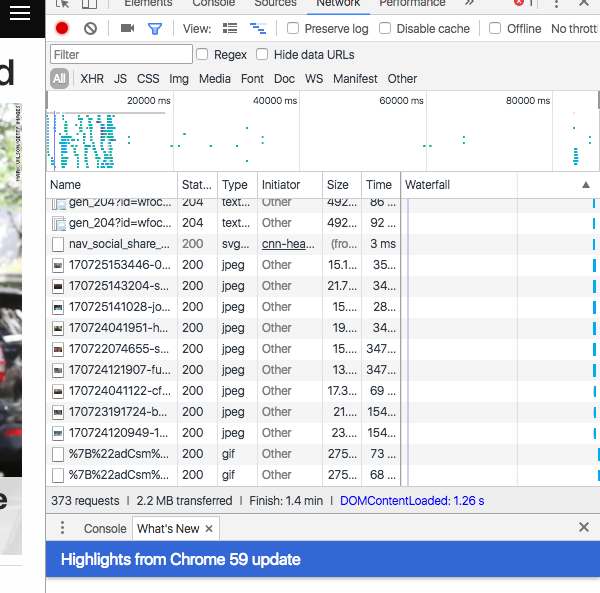 Elements Console Sources Network Performance » 1
View: Preserve log Disable cache Offline No thrott
Filter Regex Hide data URLs
All XHR JS CSS Img Media Font Doc WS Manifest Other
20000 ms 40000 ms 60000 ms 80000 ms
Name Stat... Type Initiator Size Time Waterfall
gen_204?id=wfoc... 204 text... Other 492... 86 ...
gen_204?id=wfoc... 204 text... Other 492... 92 ...
nav_social_share_... 200 svg... cnn-hea... (fro... 3 ms
170725153446-0... 200 jpeg Other 15.1... 35...
170725143204-s... 200 jpeg Other 21.7... 34...
170725141028-jo... 200 jpeg Other 15.... 28...
170724041951-h... 200 jpeg Other 19.... 34...
170722074655-s... 200 jpeg Other 15.... 347...
170724121907-fu... 200 jpeg Other 13.... 347...
170724041122-cf... 200 jpeg Other 17.3... 69 ...
170723191724-b... 200 jpeg Other 21.... 154...
170724120949-1... 200 jpeg Other 23.... 154...
%7B%22adCsm%... 200 gif Other 275... 73 ...
%7B%22adCsm%... 200 gif Other 275... 68 ...
373 requests | 2.2 MB transferred | Finish: 1.4 min | DOMContentLoaded: 1.26 s
Console What's New ×
Highlights from Chrome 59 update
d
MARK WILSON/GETTY IMAGES
e